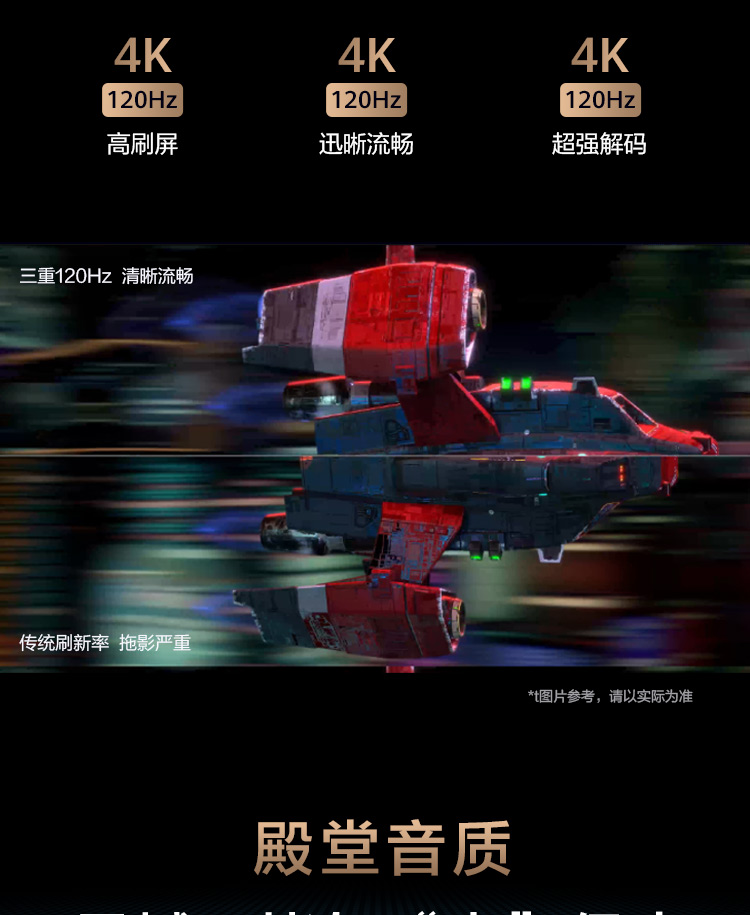 4K 4K 4K
120Hz 120Hz 120Hz
高刷屏 迅晰流畅 超强解码
三重120Hz 清晰流畅
传统刷新率 拖影严重
*t图片参考，请以实际为准
殿堂音质